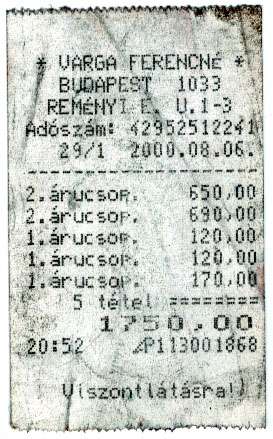 * VARGA FERENCNÉ *
BUDAPEST 1033
REMÉNYI E. U.1-3
Adószám: 42952512241
29/1 2000.08.06.
2.árucsop. 650,00
2.árucsop. 690,00
1.árucsop. 120,00
1.árucsop. 120,00
1.árucsop. 170,00
5 tétel ========
1750,00
20:52 AP113001868
Viszontlátásra!)